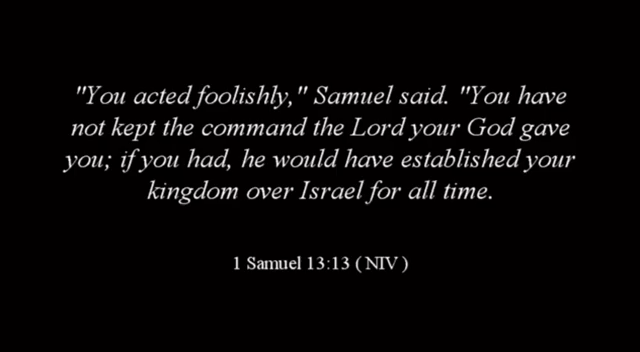 "You acted foolishly," Samuel said. "You have
not kept the command the Lord your God gave
you; if you had, he would have established your
kingdom over Israel for all time.
1 Samuel 13:13 ( NIV )